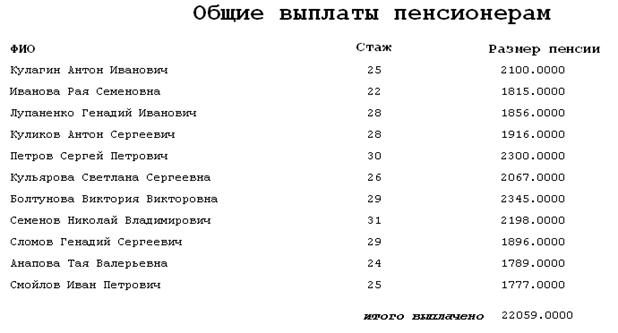 Общие выплаты пенсионерам
ФИО Стаж Размер пенсии
Кулагин Антон Иванович 25 2100.0000
Иванова Рая Семеновна 22 1815.0000
Лупаненко Генадий Иванович 28 1856.0000
Куликов Антон Сергеевич 28 1916.0000
Петров Сергей Петрович 30 2300.0000
Кульярова Светлана Сергеевна 26 2067.0000
Болтунова Виктория Викторовна 29 2345.0000
Семенов Николай Владимирович 31 2198.0000
Сломов Генадий Сергеевич 29 1896.0000
Анапова Тая Валерьевна 24 1789.0000
Смойлов Иван Петрович 25 1777.0000
итого выплачено 22059.0000